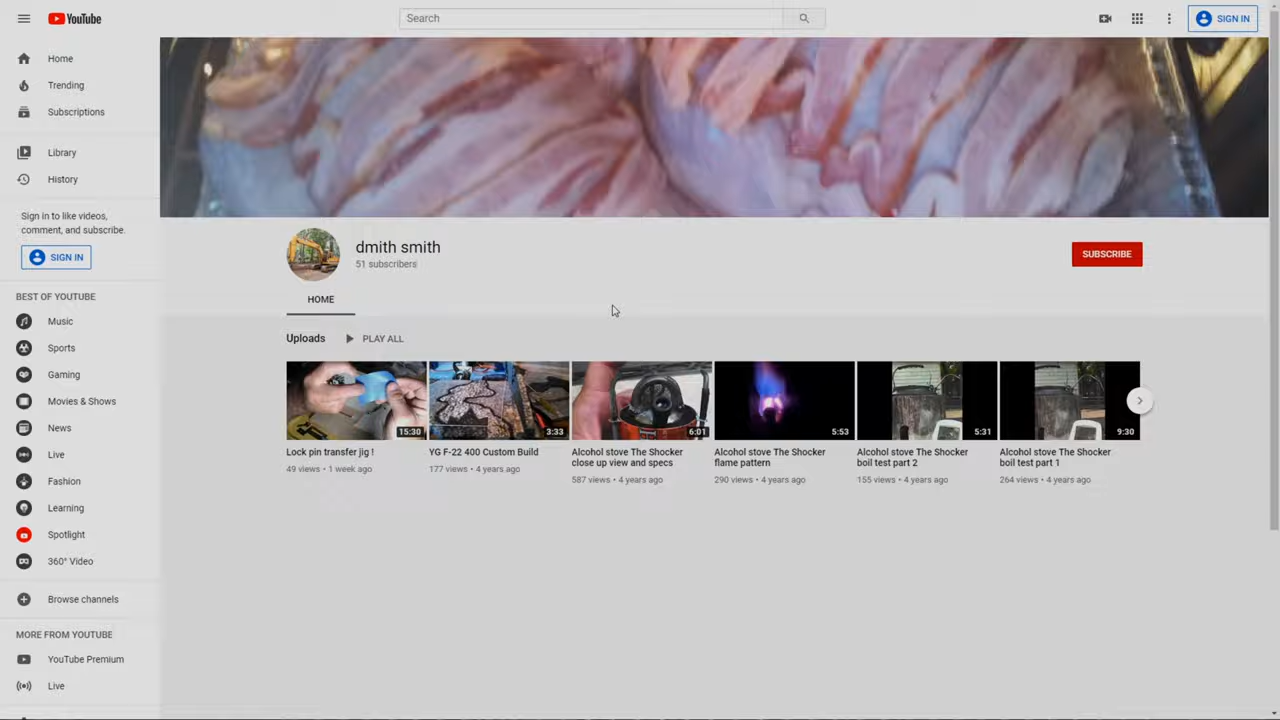 YouTube
Search
SIGN IN
Home
Trending
Subscriptions
Library
History
Sign in to like videos,
comment, and subscribe.
SIGN IN
BEST OF YOUTUBE
Music
Sports
Gaming
Movies & Shows
News
Live
Fashion
Learning
Spotlight
360° Video
Browse channels
MORE FROM YOUTUBE
YouTube Premium
Live
dmith smith
51 subscribers
SUBSCRIBE
HOME
Uploads
PLAY ALL
15:30
Lock pin transfer jig !
49 views • 1 week ago
3:33
YG F-22 400 Custom Build
177 views • 4 years ago
6:01
Alcohol stove The Shocker
close up view and specs
587 views • 4 years ago
5:53
Alcohol stove The Shocker
flame pattern
290 views • 4 years ago
5:31
Alcohol stove The Shocker
boil test part 2
155 views • 4 years ago
9:30
Alcohol stove The Shocker
boil test part 1
264 views • 4 years ago